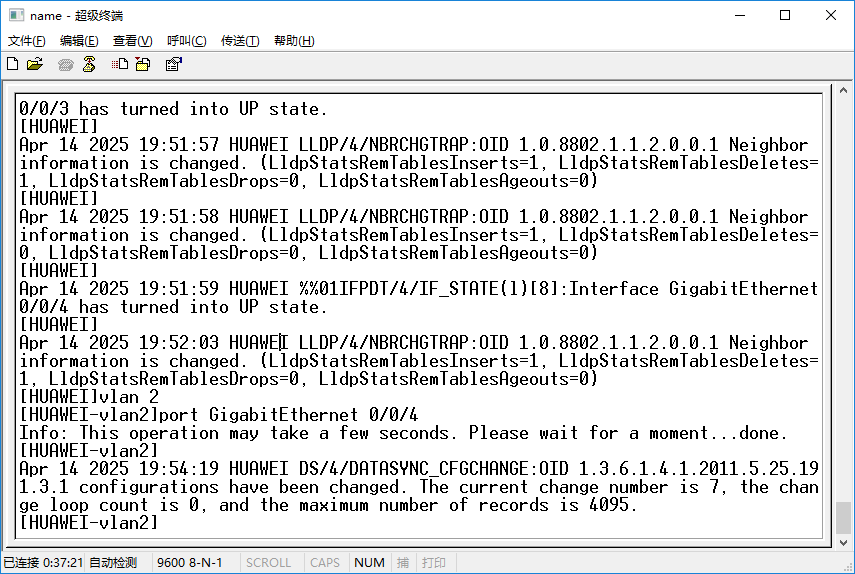 name - 超级终端
文件(F) 编辑(E) 查看(V) 呼叫(C) 传送(T) 帮助(H)
0/0/3 has turned into UP state.
[HUAWEI]
Apr 14 2025 19:51:57 HUAWEI LLDP/4/NBRCHGTRAP:OID 1.0.8802.1.1.2.0.0.1 Neighbor
information is changed. (LldpStatsRemTablesInserts=1, LldpStatsRemTablesDeletes=
1, LldpStatsRemTablesDrops=0, LldpStatsRemTablesAgeouts=0)
[HUAWEI]
Apr 14 2025 19:51:58 HUAWEI LLDP/4/NBRCHGTRAP:OID 1.0.8802.1.1.2.0.0.1 Neighbor
information is changed. (LldpStatsRemTablesInserts=1, LldpStatsRemTablesDeletes=
0, LldpStatsRemTablesDrops=0, LldpStatsRemTablesAgeouts=0)
[HUAWEI]
Apr 14 2025 19:51:59 HUAWEI %%01IFPDT/4/IF_STATE(l)[8]:Interface GigabitEthernet
0/0/4 has turned into UP state.
[HUAWEI]
Apr 14 2025 19:52:03 HUAWEI LLDP/4/NBRCHGTRAP:OID 1.0.8802.1.1.2.0.0.1 Neighbor
information is changed. (LldpStatsRemTablesInserts=1, LldpStatsRemTablesDeletes=
1, LldpStatsRemTablesDrops=0, LldpStatsRemTablesAgeouts=0)
[HUAWEI]vlan 2
[HUAWEI-vlan2]port GigabitEthernet 0/0/4
Info: This operation may take a few seconds. Please wait for a moment...done.
[HUAWEI-vlan2]
Apr 14 2025 19:54:19 HUAWEI DS/4/DATASYNC_CFGCHANGE:OID 1.3.6.1.4.1.2011.5.25.19
1.3.1 configurations have been changed. The current change number is 7, the chan
ge loop count is 0, and the maximum number of records is 4095.
[HUAWEI-vlan2]
已连接 0:37:21 自动检测 9600 8-N-1 SCROLL CAPS NUM 捕 打印